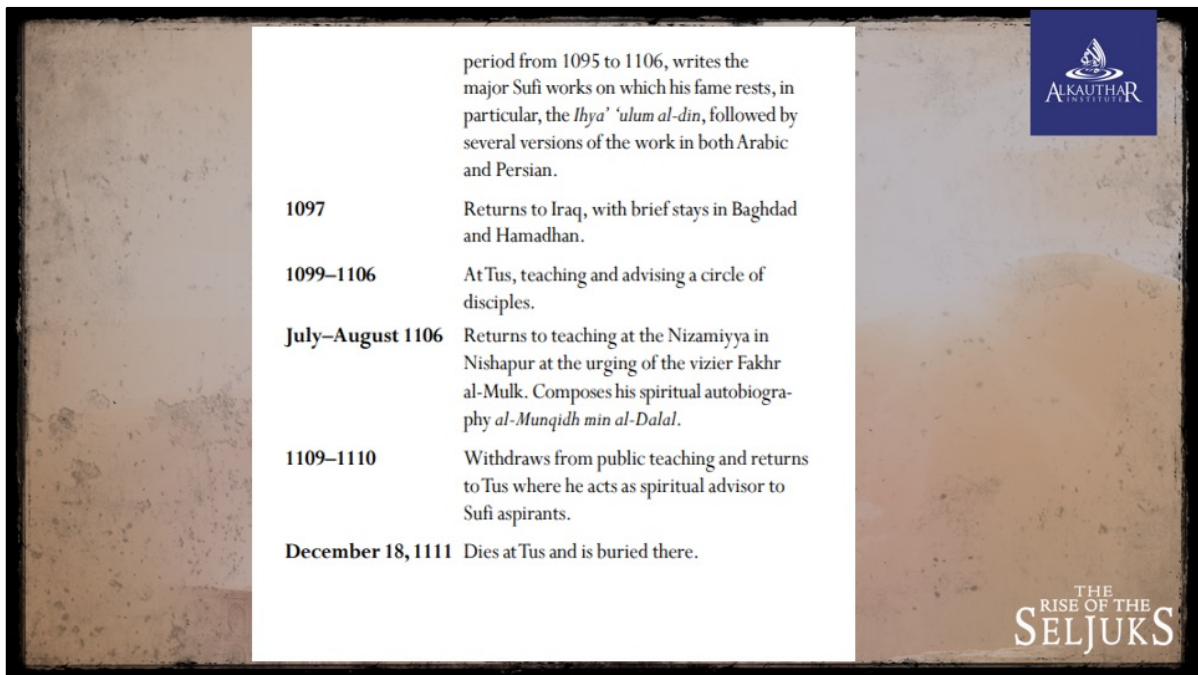 period from 1095 to 1106, writes the
major Sufi works on which his fame rests, in
particular, the Ihya’ ‘ulum al-din, followed by
several versions of the work in both Arabic
and Persian.
1097 Returns to Iraq, with brief stays in Baghdad
and Hamadhan.
1099–1106 At Tus, teaching and advising a circle of
disciples.
July–August 1106 Returns to teaching at the Nizamiyya in
Nishapur at the urging of the vizier Fakhr
al-Mulk. Composes his spiritual autobiogra-
phy al-Munqidh min al-Dalal.
1109–1110 Withdraws from public teaching and returns
to Tus where he acts as spiritual advisor to
Sufi aspirants.
December 18, 1111 Dies at Tus and is buried there.
ALKAUTHAR
INSTITUTE
THE
RISE OF THE
SELJUKS